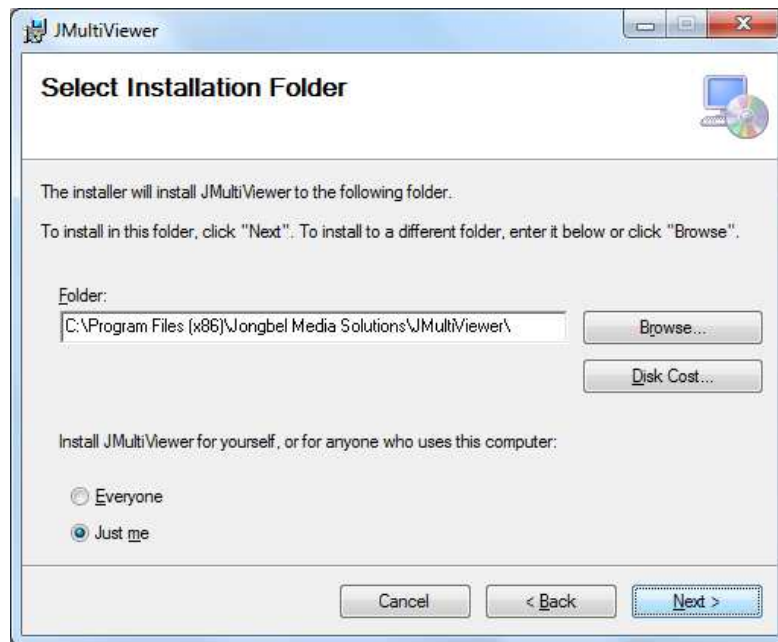 JMultiViewer
Select Installation Folder
The installer will install JMultiViewer to the following folder.
To install in this folder, click "Next". To install to a different folder, enter it below or click "Browse".
Folder:
C:\Program Files (x86)\Jongbel Media Solutions\JMultiViewer\
Browse...
Disk Cost...
Install JMultiViewer for yourself, or for anyone who uses this computer:
Everyone
Just me
Cancel
< Back
Next >